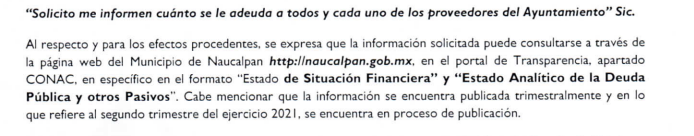 “Solicito me informen cuánto se le adeuda a todos y cada uno de los proveedores del Ayuntamiento” Sic.
Al respecto y para los efectos procedentes, se expresa que la información solicitada puede consultarse a través de
la página web del Municipio de Naucalpan http://naucalpan.gob.mx, en el portal de Transparencia, apartado
CONAC, en específico en el formato “Estado de Situación Financiera” y “Estado Analítico de la Deuda
Pública y otros Pasivos”. Cabe mencionar que la información se encuentra publicada trimestralmente y en lo
que refiere al segundo trimestre del ejercicio 2021, se encuentra en proceso de publicación.